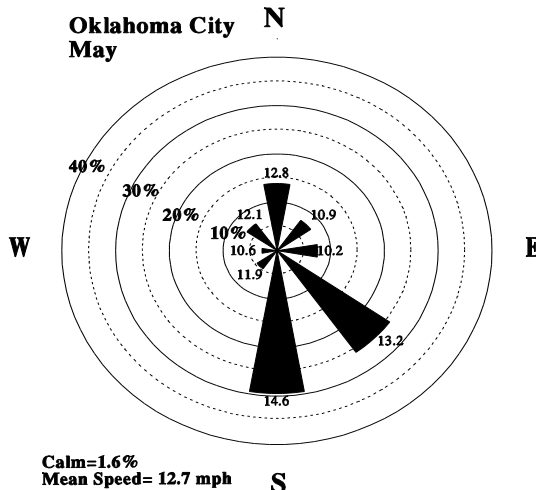 Oklahoma City
May
N
40%
30%
20%
10%
12.8
12.1
10.9
W
10.6
10.2
E
11.9
13.2
14.6
Calm=1.6%
Mean Speed= 12.7 mph
S